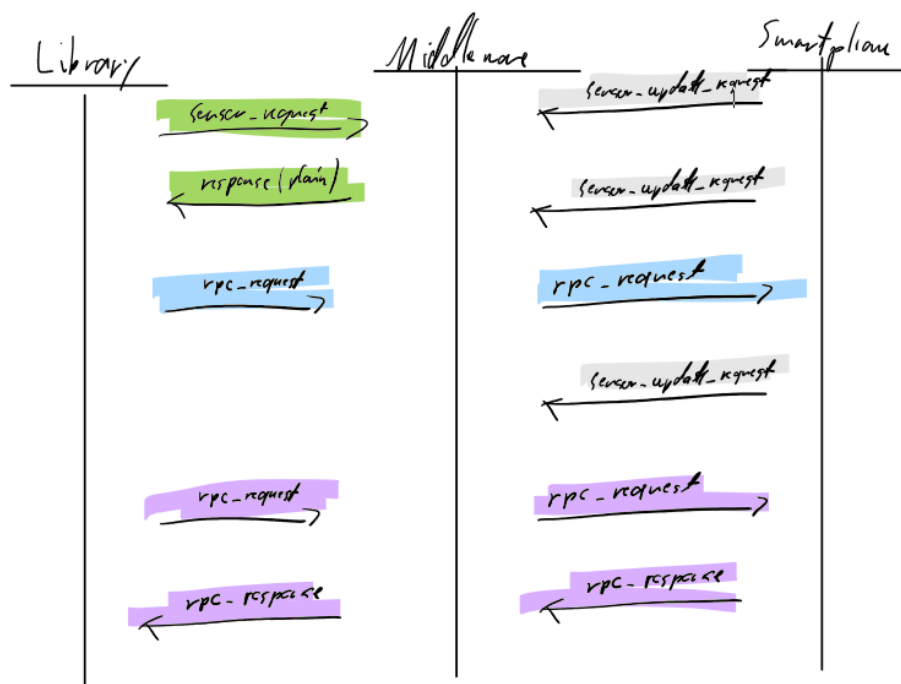 Library
Middleware
Smartphone
sensor_request
sensor_update_request
response (plain)
sensor_update_request
rpc_request
rpc_request
sensor_update_request
rpc_request
rpc_request
rpc_response
rpc_response